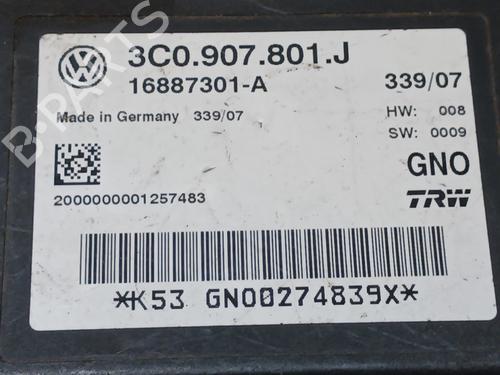 3C0.907.801.J
16887301-A 339/07
Made in Germany 339/07 HW: 008
SW: 0009
GNO
TRW
2000000001257483
*K53 GNO0274839X*
B-PARTS